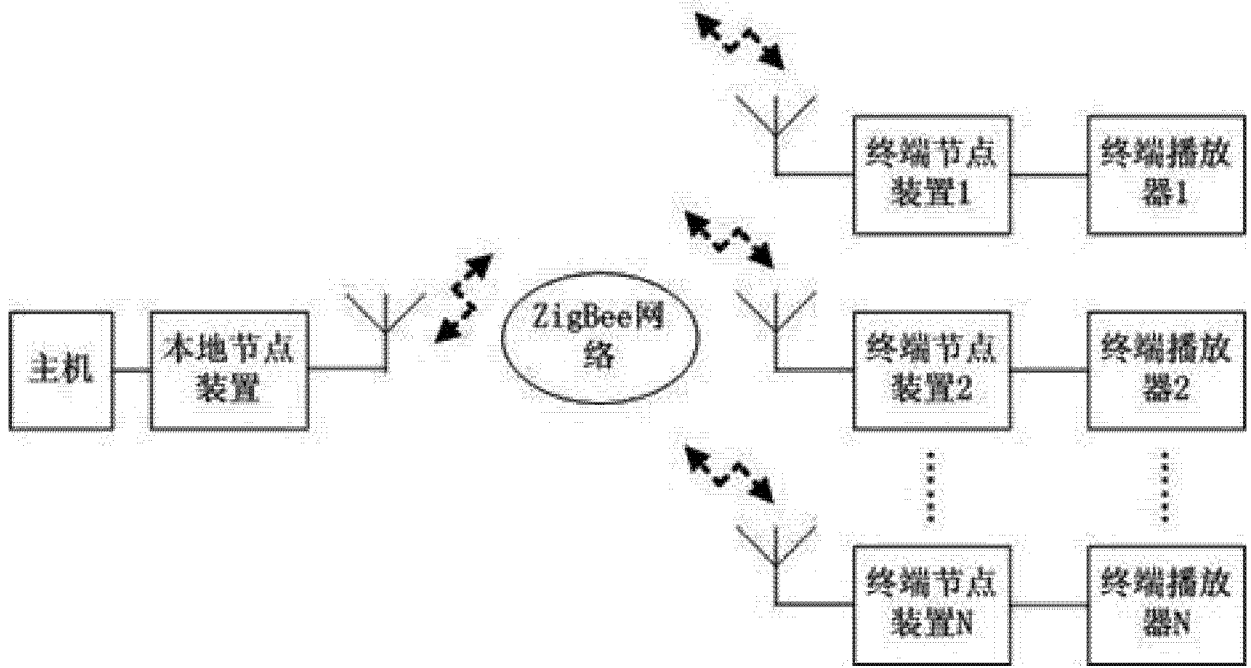 终端节点
装置1
终端播放
器1
主机
本地节点
装置
ZigBee网
络
终端节点
装置2
终端播放
器2
终端节点
装置N
终端播放
器N